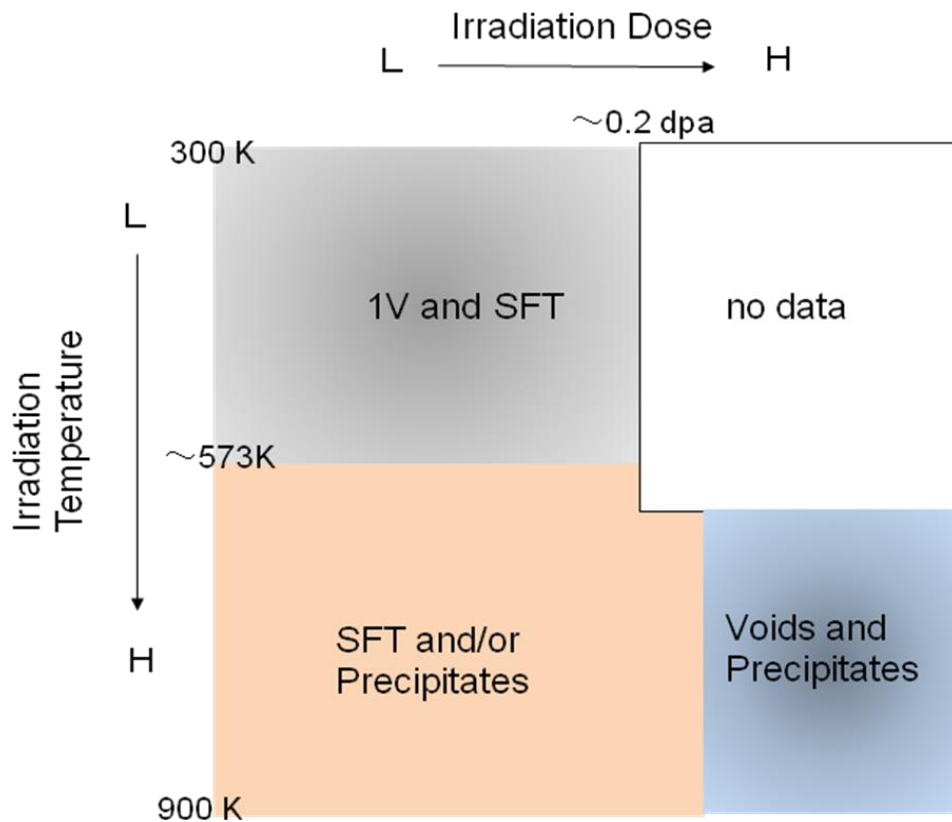 Irradiation Dose
L
H
～0.2 dpa
300 K
L
1V and SFT
no data
Irradiation
Temperature
～573K
H
SFT and/or
Precipitates
Voids and
Precipitates
900 K